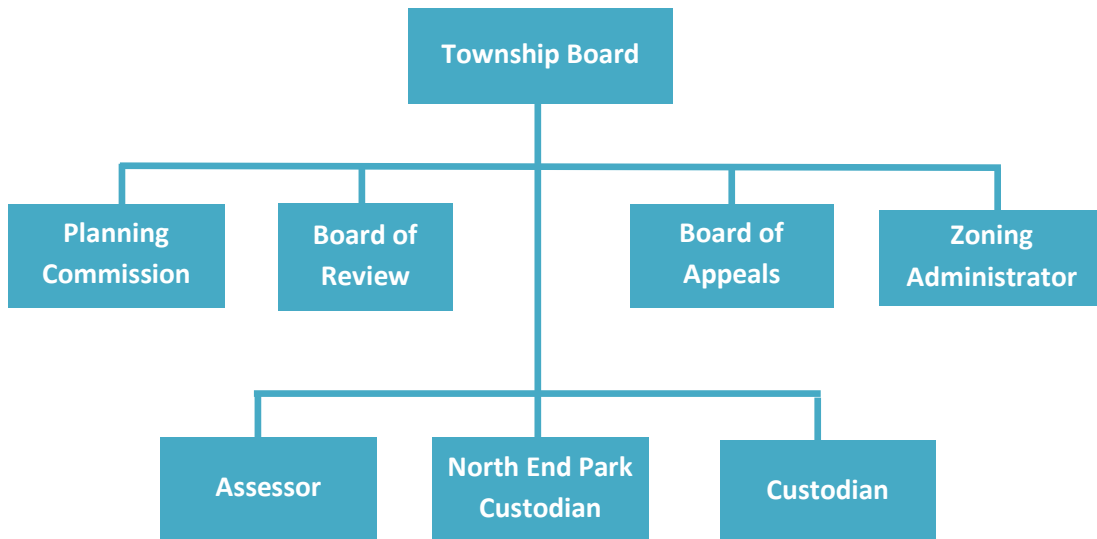 Township Board
Planning
Commission
Board of
Review
Board of
Appeals
Zoning
Administrator
Assessor
North End Park
Custodian
Custodian